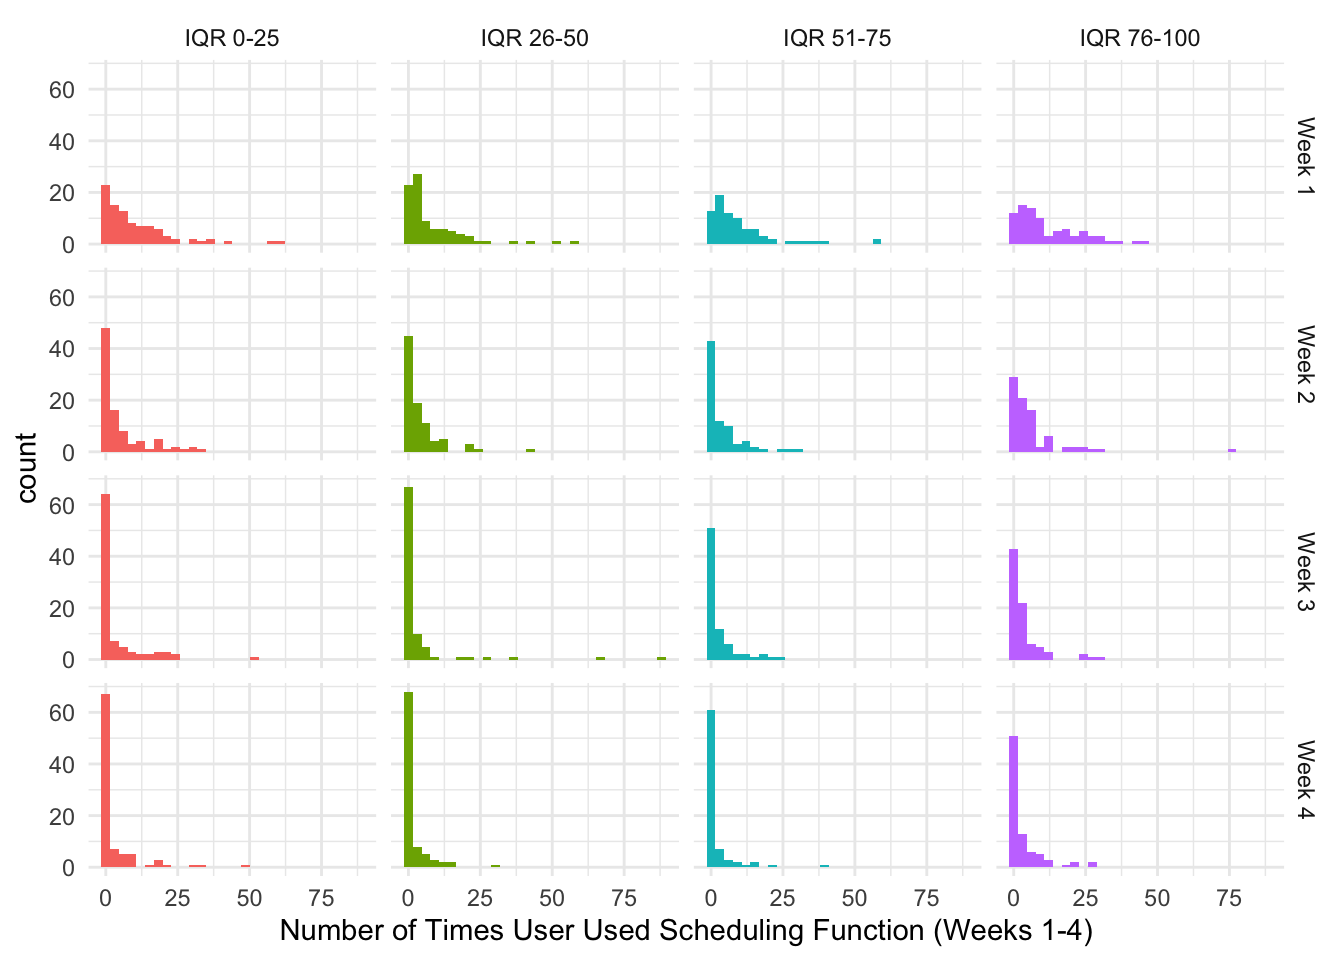 IQR 0-25 IQR 26-50 IQR 51-75 IQR 76-100
60
40
20
0
Week 1
60
40
20
0
Week 2
count
60
40
20
0
Week 3
60
40
20
0
Week 4
0 25 50 75 0 25 50 75 0 25 50 75 0 25 50 75
Number of Times User Used Scheduling Function (Weeks 1-4)